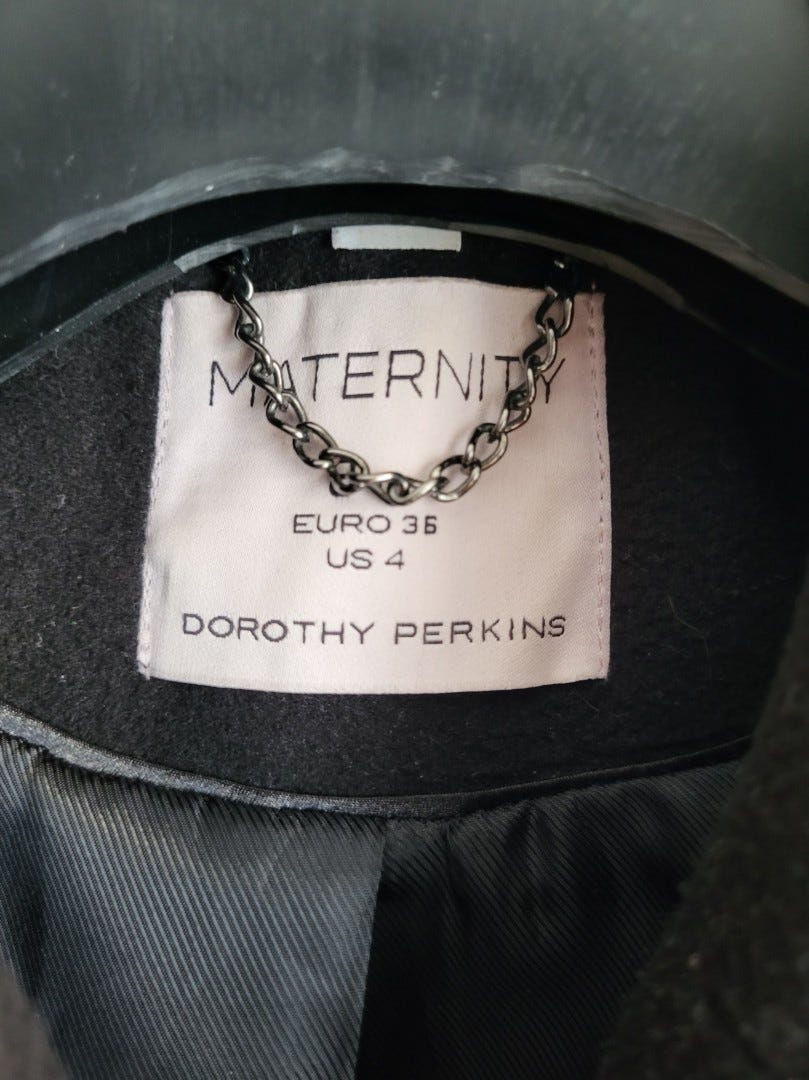 MATERNITY
EURO 36
US 4
DOROTHY PERKINS